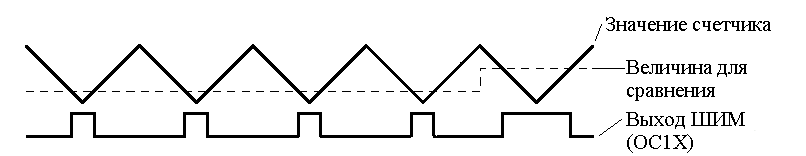 Значение счетчика
Величина для
сравнения
Выход ШИМ
(OC1X)